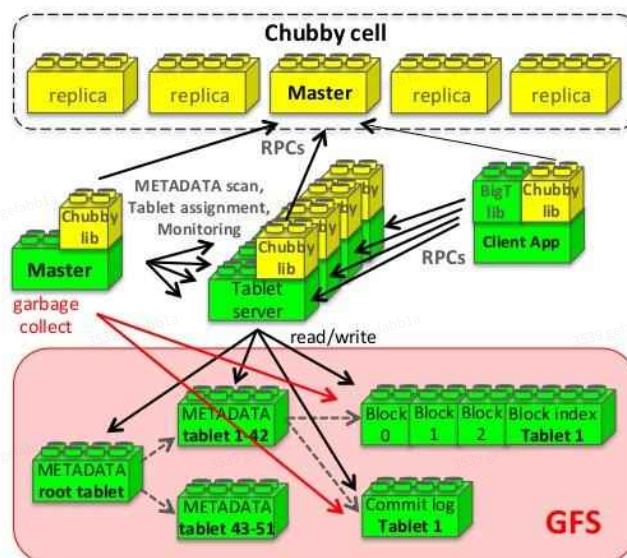 Chubby cell
replica
replica
Master
replica
replica
RPCs
METADATA scan,
Tablet assignment,
Monitoring
BigT
lib
Chubby
lib
Client App
Chubby
lib
Master
Chubby
lib
Tablet
server
RPCs
garbage
collect
read/write
METADATA
tablet 1-42
Block
0
Block
1
Block
2
Block index
Tablet 1
METADATA
root tablet
METADATA
tablet 43-51
Commit log
Tablet 1
GFS